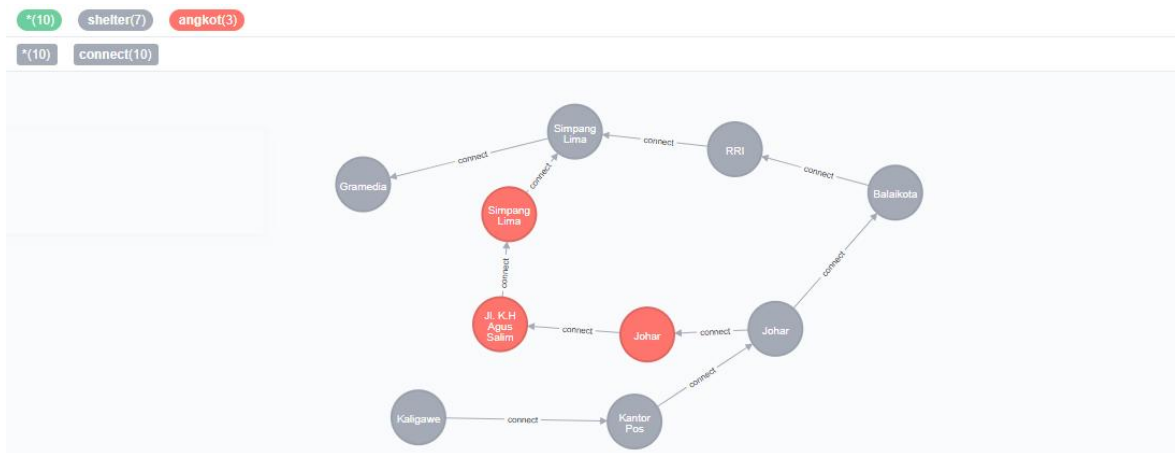 *(10) shelter(7) angkot(3)
*(10) connect(10)
Simpang
Lima
connect
RRI
connect
connect
Gramedia
connect
Balaikota
Simpang
Lima
connect
connect
Jl. K.H
Agus
Salim
connect
Johar
connect
Johar
connect
Kaligawe
connect
Kantor
Pos